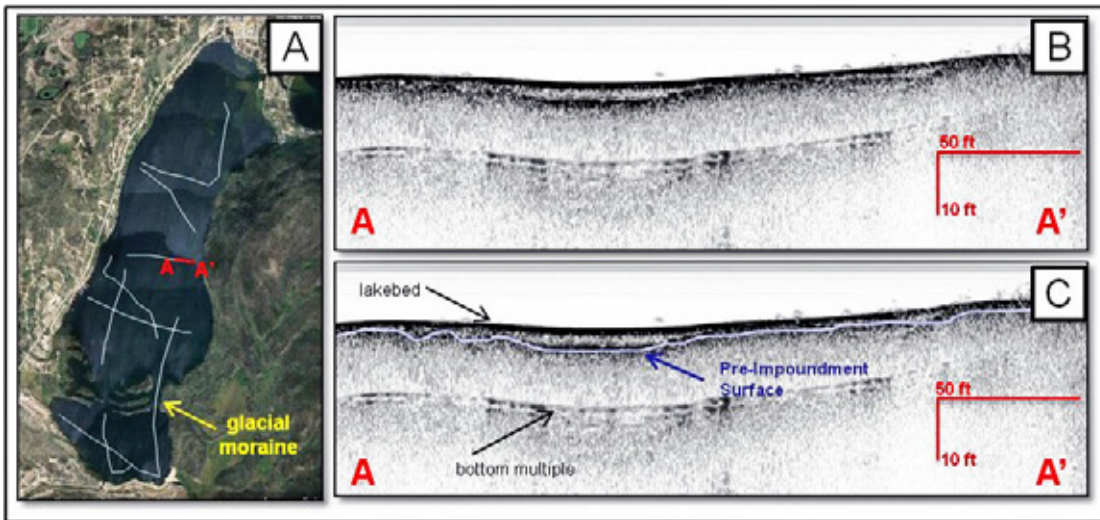 A
A A'
glacial
moraine
B
50 ft
10 ft
A A'
C
lakebed
Pre-Impoundment
Surface
50 ft
10 ft
bottom multiple
A A'